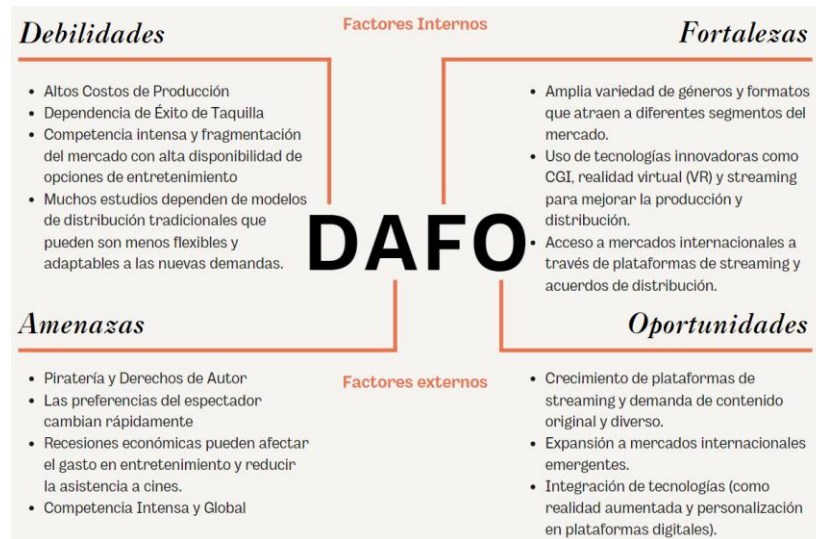 Debilidades
Factores Internos
Fortalezas
• Altos Costos de Producción
• Dependencia de Éxito de Taquilla
• Competencia intensa y fragmentación
del mercado con alta disponibilidad de
opciones de entretenimiento
• Muchos estudios dependen de modelos
de distribución tradicionales que
pueden son menos flexibles y
adaptables a las nuevas demandas.
• Amplia variedad de géneros y formatos
que atraen a diferentes segmentos del
mercado.
• Uso de tecnologías innovadoras como
CGI, realidad virtual (VR) y streaming
para mejorar la producción y
distribución.
• Acceso a mercados internacionales a
través de plataformas de streaming y
acuerdos de distribución.
DAFO
Amenazas
Oportunidades
• Piratería y Derechos de Autor
• Las preferencias del espectador
cambian rápidamente
• Recesiones económicas pueden afectar
el gasto en entretenimiento y reducir
la asistencia a cines.
• Competencia Intensa y Global
Factores externos
• Crecimiento de plataformas de
streaming y demanda de contenido
original y diverso.
• Expansión a mercados internacionales
emergentes.
• Integración de tecnologías (como
realidad aumentada y personalización
en plataformas digitales).